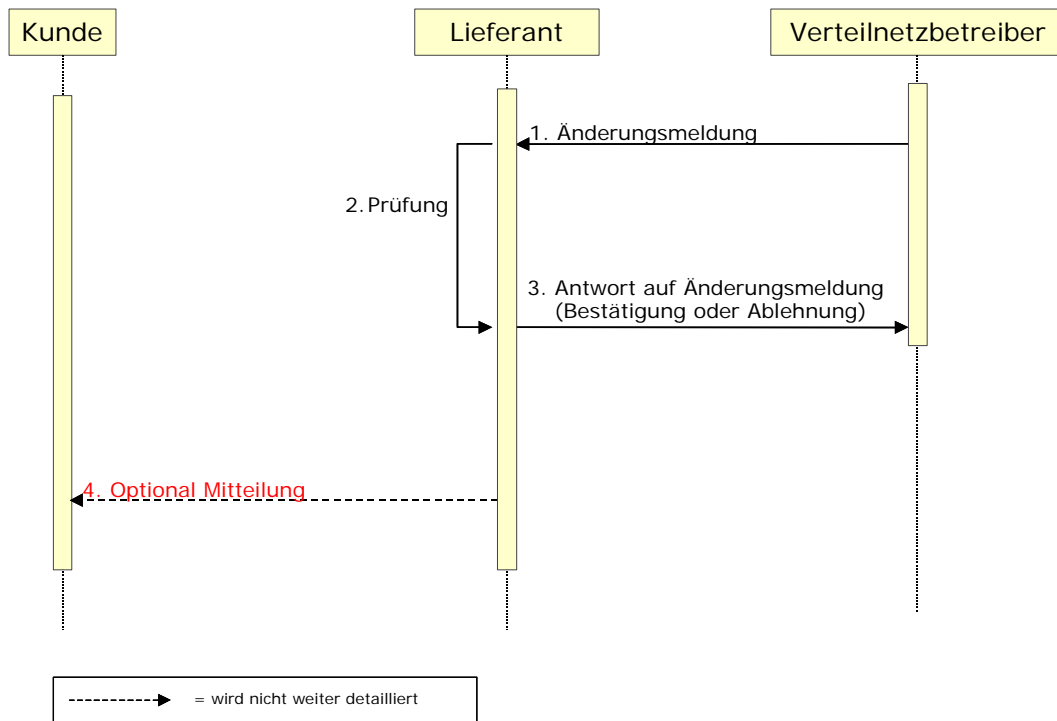 Kunde
Lieferant
Verteilnetzbetreiber
1. Änderungsmeldung
2. Prüfung
3. Antwort auf Änderungsmeldung
(Bestätigung oder Ablehnung)
4. Optional Mitteilung
= wird nicht weiter detailliert